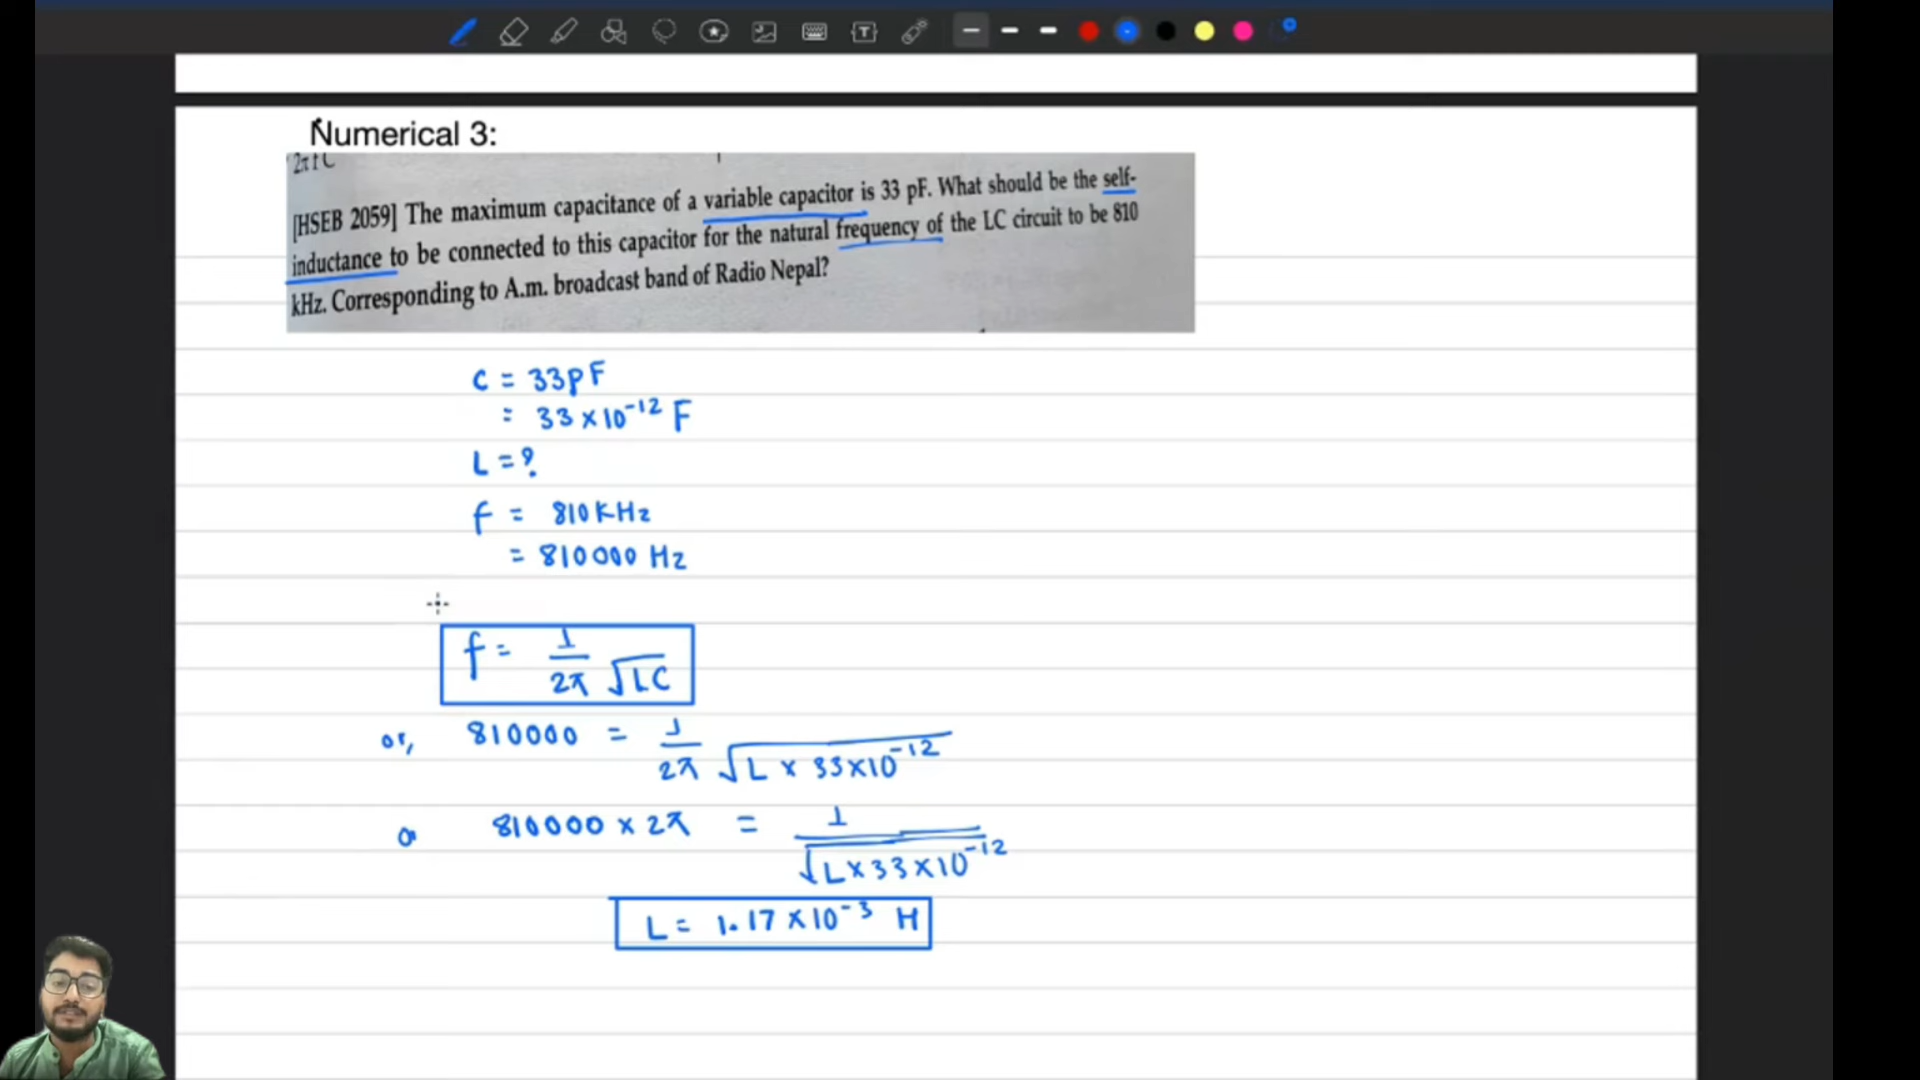 Numerical 3:
2πfC
[HSEB 2059] The maximum capacitance of a variable capacitor is 33 pF. What should be the self-
inductance to be connected to this capacitor for the natural frequency of the LC circuit to be 810
kHz. Corresponding to A.m. broadcast band of Radio Nepal?
C = 33pF
= 33 × 10⁻¹² F
L = ?
f = 810KHz
= 810000 Hz
f = 1 / 2π √LC
or, 810000 = 1 / 2π √L × 33×10⁻¹²
or 810000 × 2π = 1 / √L×33×10⁻¹²
L = 1.17 × 10⁻³ H